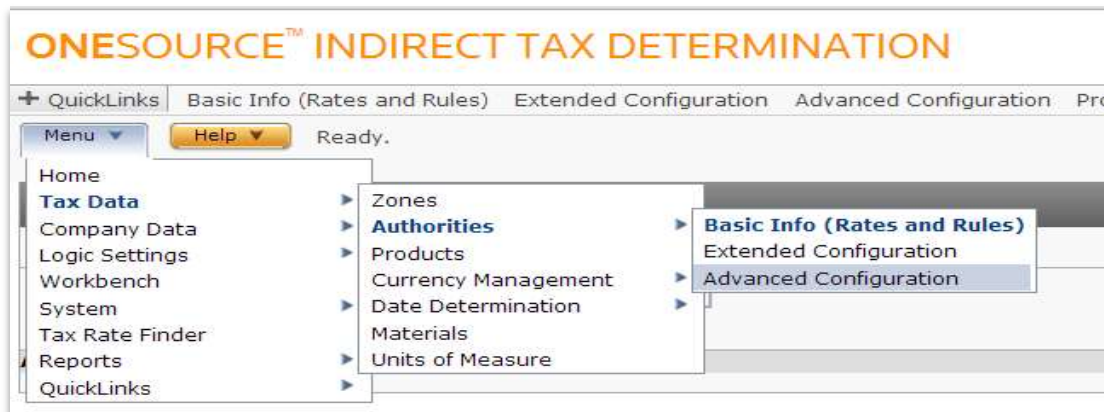 ONESOURCE™ INDIRECT TAX DETERMINATION
+ QuickLinks Basic Info (Rates and Rules) Extended Configuration Advanced Configuration
Menu Help Ready.
Home
Tax Data
Company Data
Logic Settings
Workbench
System
Tax Rate Finder
Reports
QuickLinks
Zones
Authorities
Products
Currency Management
Date Determination
Materials
Units of Measure
Basic Info (Rates and Rules)
Extended Configuration
Advanced Configuration